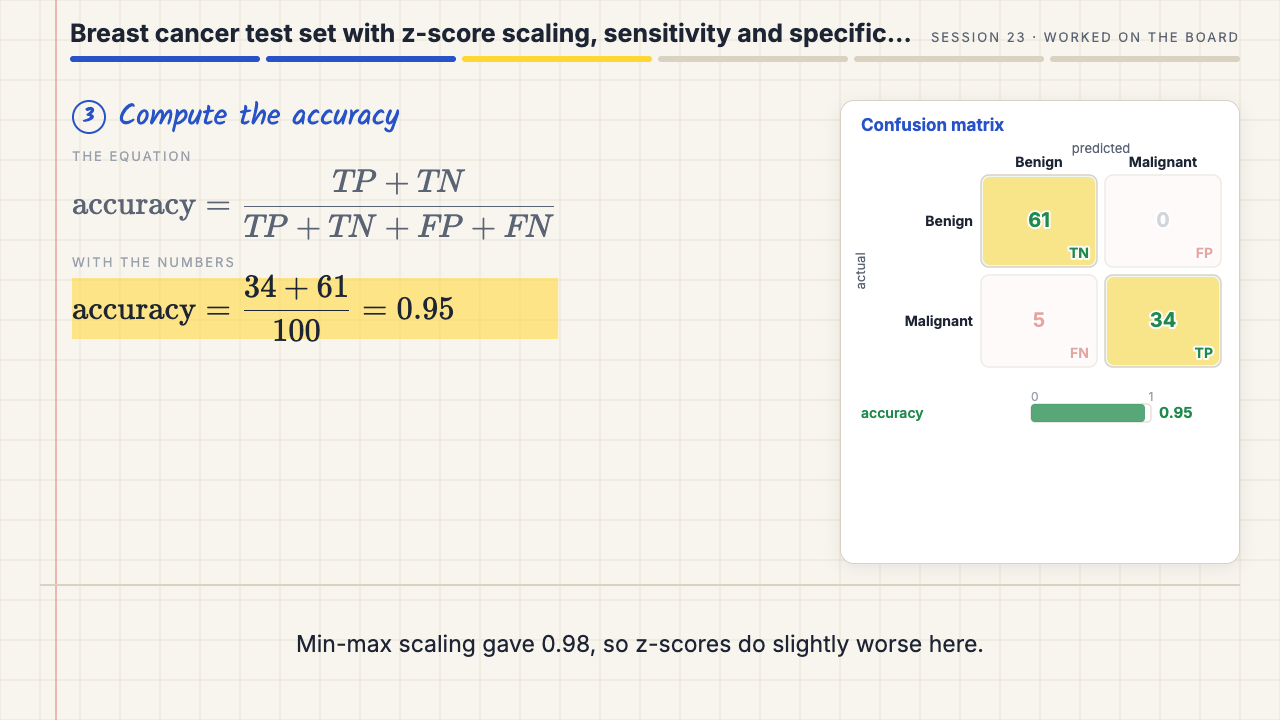 Breast cancer test set with z-score scaling, sensitivity and specific...
SESSION 23 · WORKED ON THE BOARD
3 Compute the accuracy
THE EQUATION
accuracy = (TP + TN) / (TP + TN + FP + FN)
WITH THE NUMBERS
accuracy = (34 + 61) / 100 = 0.95
Confusion matrix
predicted
Benign Malignant
actual
Benign 61 TN 0 FP
Malignant 5 FN 34 TP
0 1
accuracy 0.95
Min-max scaling gave 0.98, so z-scores do slightly worse here.